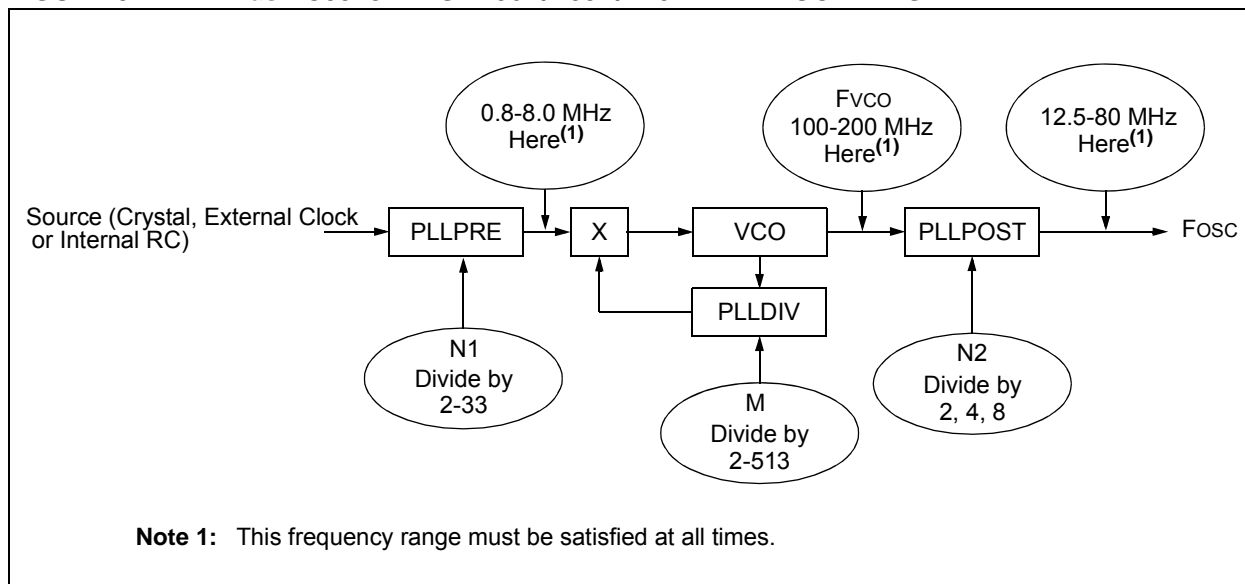 0.8-8.0 MHz
Here(1)
FVCO
100-200 MHz
Here(1)
12.5-80 MHz
Here(1)
Source (Crystal, External Clock
or Internal RC)
PLLPRE
X
VCO
PLLPOST
FOSC
PLLDIV
N1
Divide by
2-33
M
Divide by
2-513
N2
Divide by
2, 4, 8
Note 1: This frequency range must be satisfied at all times.